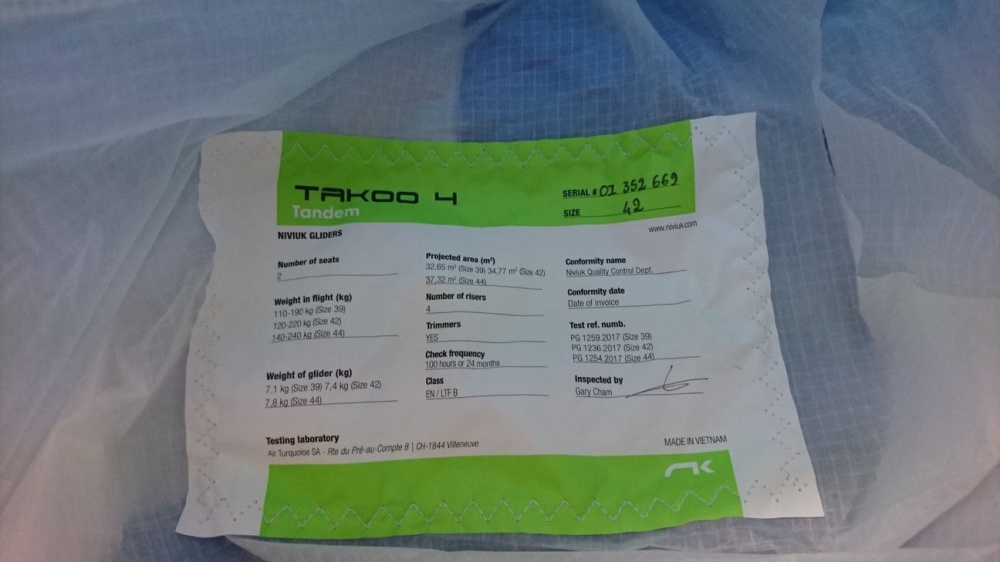 TAKOO 4
Tandem
SERIAL # 01 352 669
SIZE 42
NIVIUK GLIDERS
www.niviuk.com
Number of seats
2
Weight in flight (kg)
110-190 kg (Size 39)
120-220 kg (Size 42)
140-240 kg (Size 44)
Weight of glider (kg)
7,1 kg (Size 39) 7,4 kg (Size 42)
7,8 kg (Size 44)
Projected area (m²)
32,65 m² (Size 39) 34,77 m² (Size 42)
37,32 m² (Size 44)
Number of risers
4
Trimmers
YES
Check frequency
100 hours or 24 months
Class
EN / LTF B
Conformity name
Niviuk Quality Control Dept.
Conformity date
Date of invoice
Test ref. numb.
PG 1259.2017 (Size 39)
PG 1236.2017 (Size 42)
PG 1254.2017 (Size 44)
Inspected by
Gary Cham
Testing laboratory
Air Turquoise SA - Rte du Pré-au-Compte 8 | CH-1844 Villeneuve
MADE IN VIETNAM